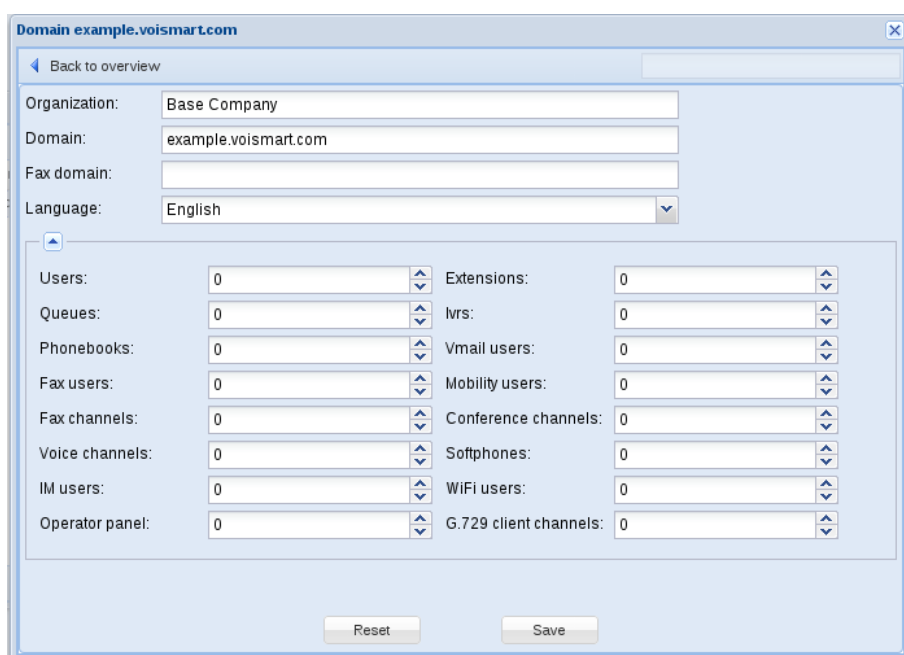 Domain example.voismart.com
Back to overview
Organization: Base Company
Domain: example.voismart.com
Fax domain:
Language: English
Users: 0 Extensions: 0
Queues: 0 Ivrs: 0
Phonebooks: 0 Vmail users: 0
Fax users: 0 Mobility users: 0
Fax channels: 0 Conference channels: 0
Voice channels: 0 Softphones: 0
IM users: 0 WiFi users: 0
Operator panel: 0 G.729 client channels: 0
Reset Save